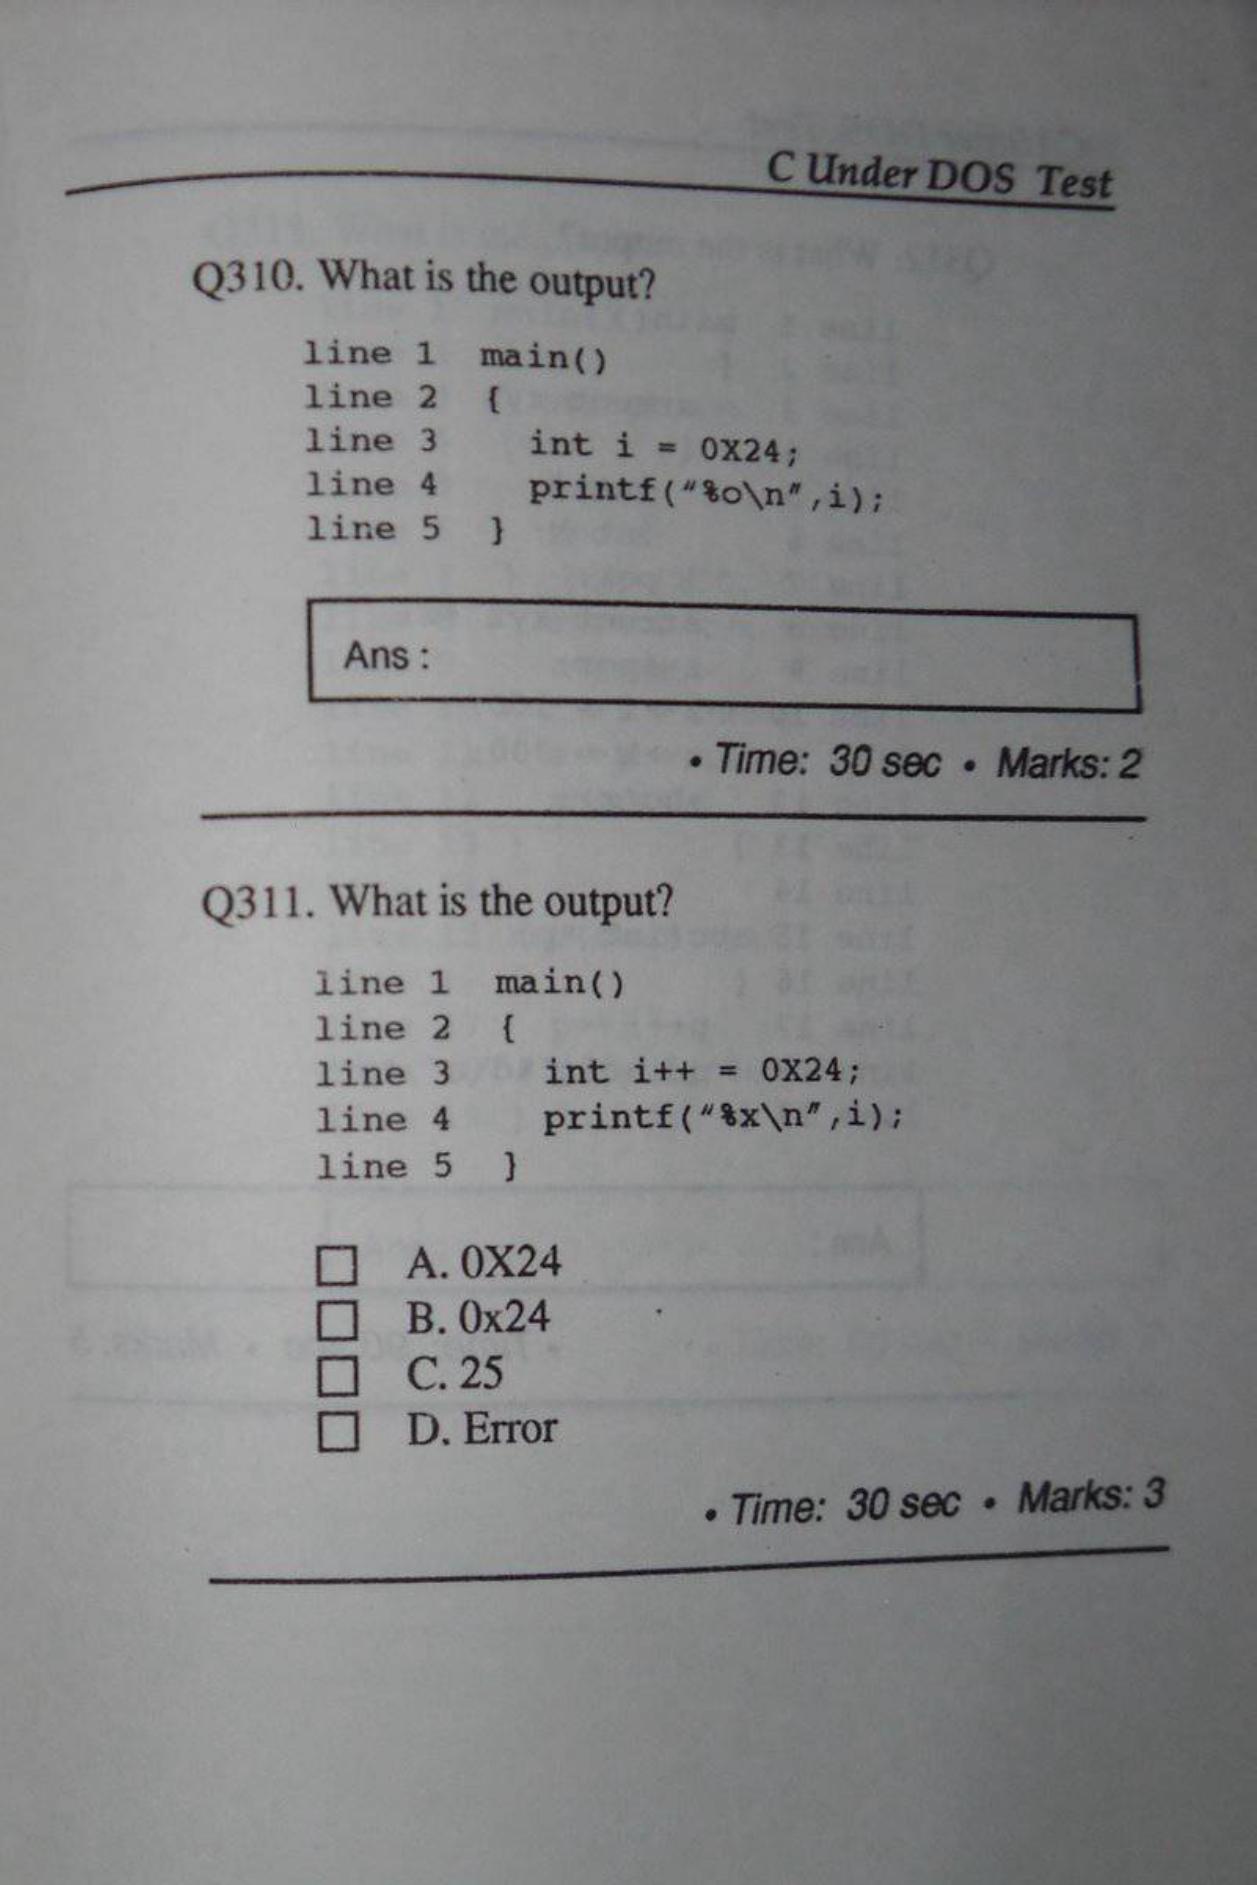 C Under DOS Test
Q310. What is the output?
line 1 main()
line 2 {
line 3 int i = 0X24;
line 4 printf("%o\n",i);
line 5 }
Ans :
• Time: 30 sec • Marks: 2
Q311. What is the output?
line 1 main()
line 2 {
line 3 int i++ = 0X24;
line 4 printf("%x\n",i);
line 5 }
A. 0X24
B. 0x24
C. 25
D. Error
• Time: 30 sec • Marks: 3